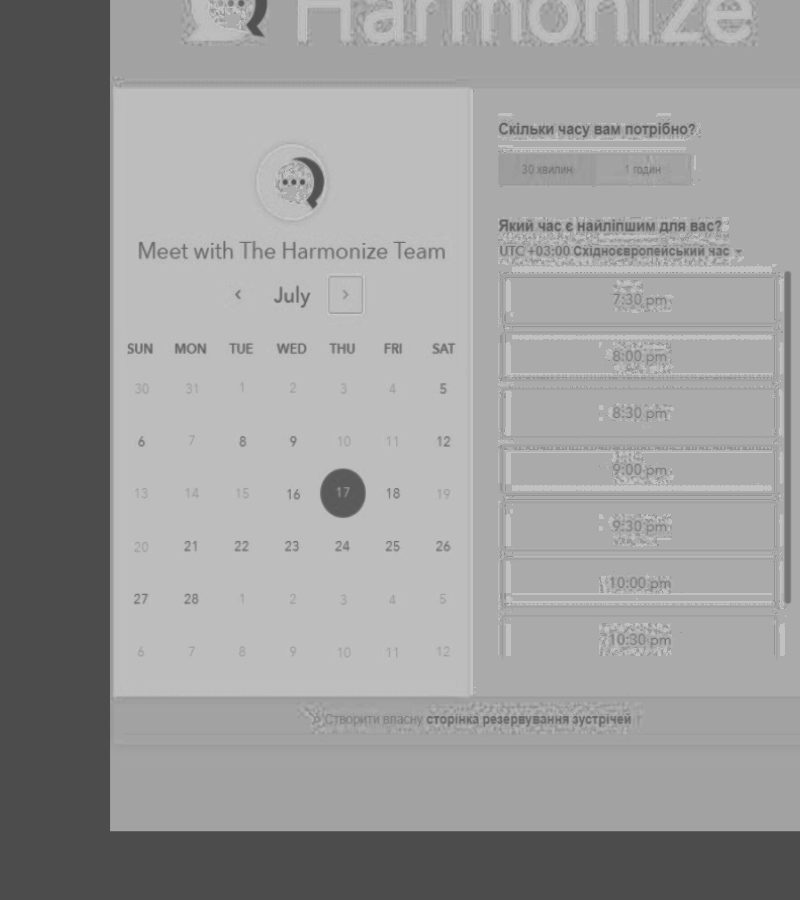 Harmonize
Meet with The Harmonize Team
‹ July ›
SUN MON TUE WED THU FRI SAT
30 31 1 2 3 4 5
6 7 8 9 10 11 12
13 14 15 16 17 18 19
20 21 22 23 24 25 26
27 28 1 2 3 4 5
6 7 8 9 10 11 12
Скільки часу вам потрібно?
30 хвилин 1 годин
Який час є найліпшим для вас?
UTC +03:00 Східноєвропейський час
7:30 pm
8:00 pm
8:30 pm
9:00 pm
9:30 pm
10:00 pm
10:30 pm
Створити власну сторінка резервування зустрічей